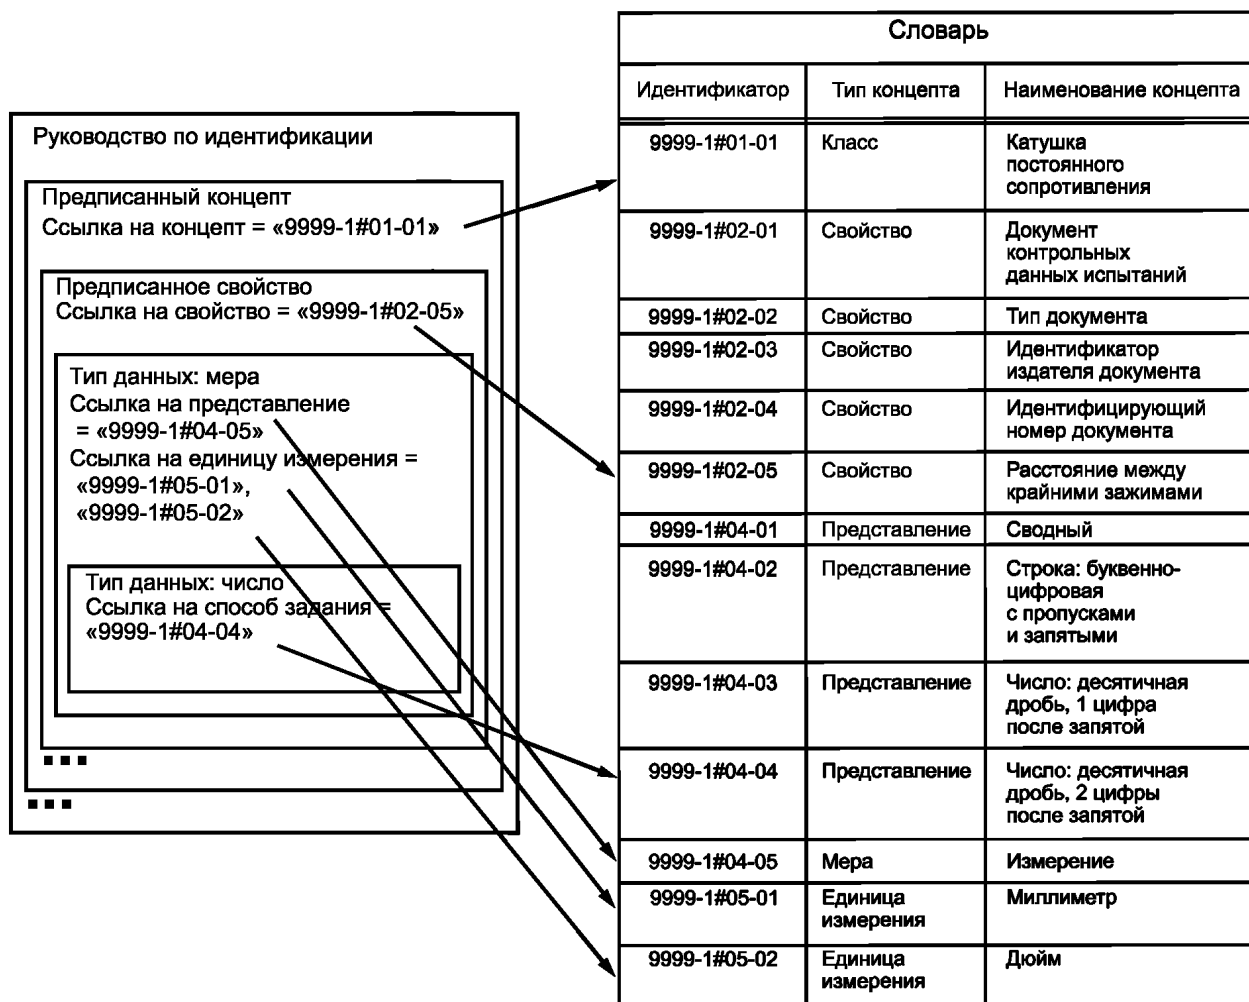 Руководство по идентификации
Предписанный концепт
Ссылка на концепт = «9999-1#01-01»
Предписанное свойство
Ссылка на свойство = «9999-1#02-05»
Тип данных: мера
Ссылка на представление
= «9999-1#04-05»
Ссылка на единицу измерения =
«9999-1#05-01»,
«9999-1#05-02»
Тип данных: число
Ссылка на способ задания =
«9999-1#04-04»
Словарь
Идентификатор Тип концепта Наименование концепта
9999-1#01-01 Класс Катушка
постоянного
сопротивления
9999-1#02-01 Свойство Документ
контрольных
данных испытаний
9999-1#02-02 Свойство Тип документа
9999-1#02-03 Свойство Идентификатор
издателя документа
9999-1#02-04 Свойство Идентифицирующий
номер документа
9999-1#02-05 Свойство Расстояние между
крайними зажимами
9999-1#04-01 Представление Сводный
9999-1#04-02 Представление Строка: буквенно-
цифровая
с пропусками
и запятыми
9999-1#04-03 Представление Число: десятичная
дробь, 1 цифра
после запятой
9999-1#04-04 Представление Число: десятичная
дробь, 2 цифры
после запятой
9999-1#04-05 Мера Измерение
9999-1#05-01 Единица Миллиметр
измерения
9999-1#05-02 Единица Дюйм
измерения